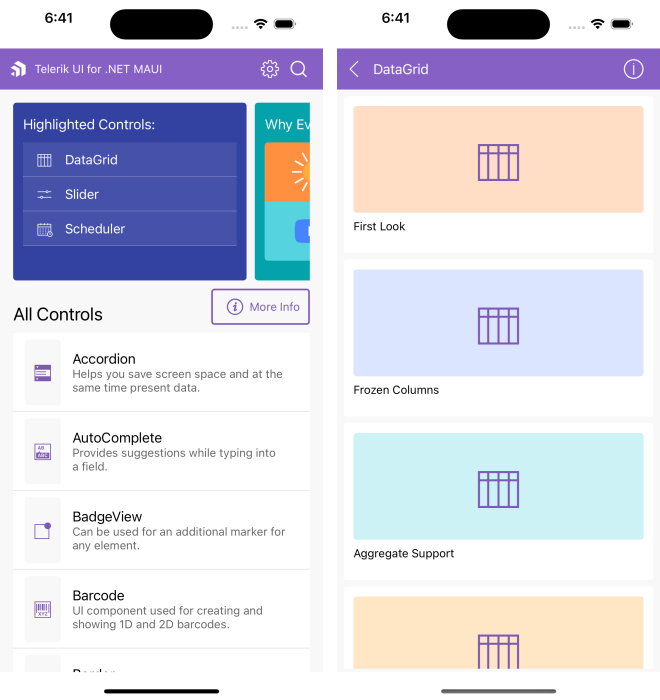 6:41
Telerik UI for .NET MAUI
Highlighted Controls:
DataGrid
Slider
Scheduler
Why
All Controls
More Info
Accordion
Helps you save screen space and at the
same time present data.
AutoComplete
Provides suggestions while typing into
a field.
BadgeView
Can be used for an additional marker for
any element.
Barcode
UI component used for creating and
showing 1D and 2D barcodes.
6:41
DataGrid
First Look
Frozen Columns
Aggregate Support